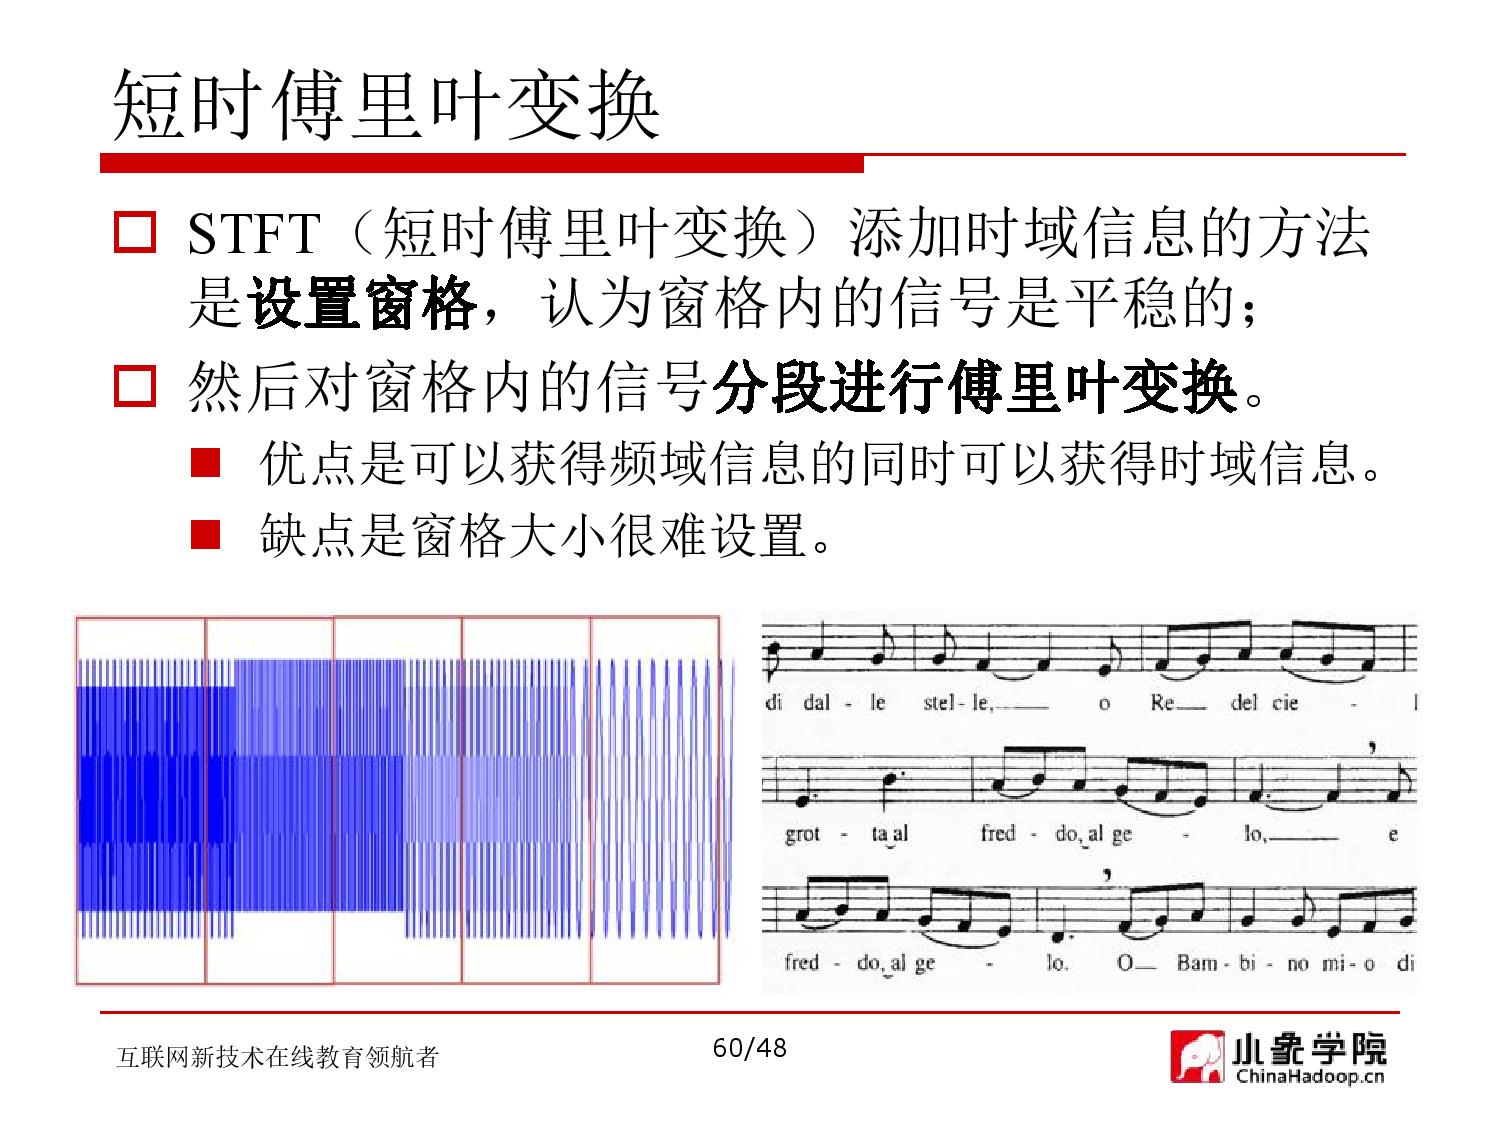 短时傅里叶变换
STFT（短时傅里叶变换）添加时域信息的方法
是设置窗格，认为窗格内的信号是平稳的；
然后对窗格内的信号分段进行傅里叶变换。
优点是可以获得频域信息的同时可以获得时域信息。
缺点是窗格大小很难设置。
di dal - le stel - le, o Re del cie - l
grot - ta al fred - do, al ge - lo, e
fred - do, al ge - lo. O Bam - bi - no mi - o di
互联网新技术在线教育领航者
60/48
小象学院
ChinaHadoop.cn